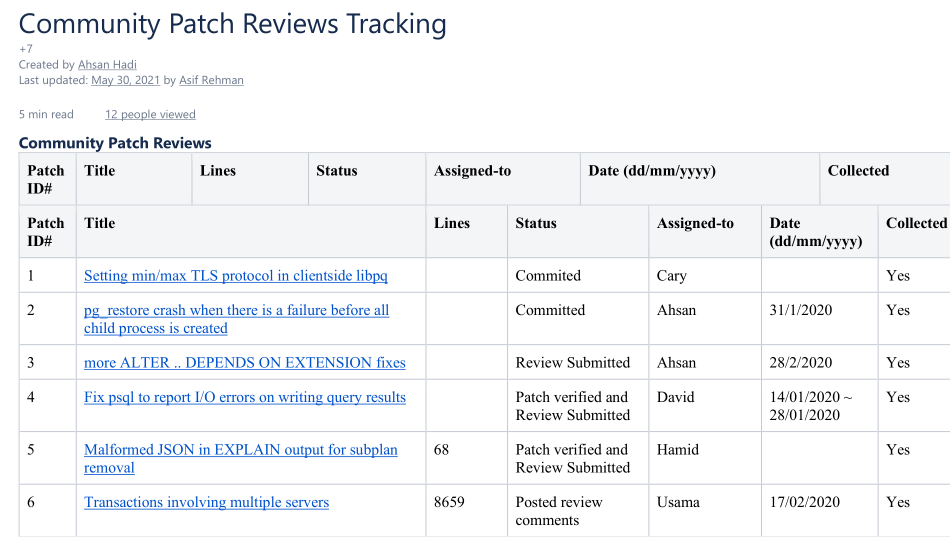 Community Patch Reviews Tracking
+7
Created by Ahsan Hadi
Last updated: May 30, 2021 by Asif Rehman
5 min read 12 people viewed
Community Patch Reviews
Patch ID# Title Lines Status Assigned-to Date (dd/mm/yyyy) Collected
Patch ID# Title Lines Status Assigned-to Date (dd/mm/yyyy) Collected
1 Setting min/max TLS protocol in clientside libpq Commited Cary Yes
2 pg_restore crash when there is a failure before all child process is created Committed Ahsan 31/1/2020 Yes
3 more ALTER .. DEPENDS ON EXTENSION fixes Review Submitted Ahsan 28/2/2020 Yes
4 Fix psql to report I/O errors on writing query results Patch verified and Review Submitted David 14/01/2020 ~ 28/01/2020 Yes
5 Malformed JSON in EXPLAIN output for subplan removal 68 Patch verified and Review Submitted Hamid Yes
6 Transactions involving multiple servers 8659 Posted review comments Usama 17/02/2020 Yes